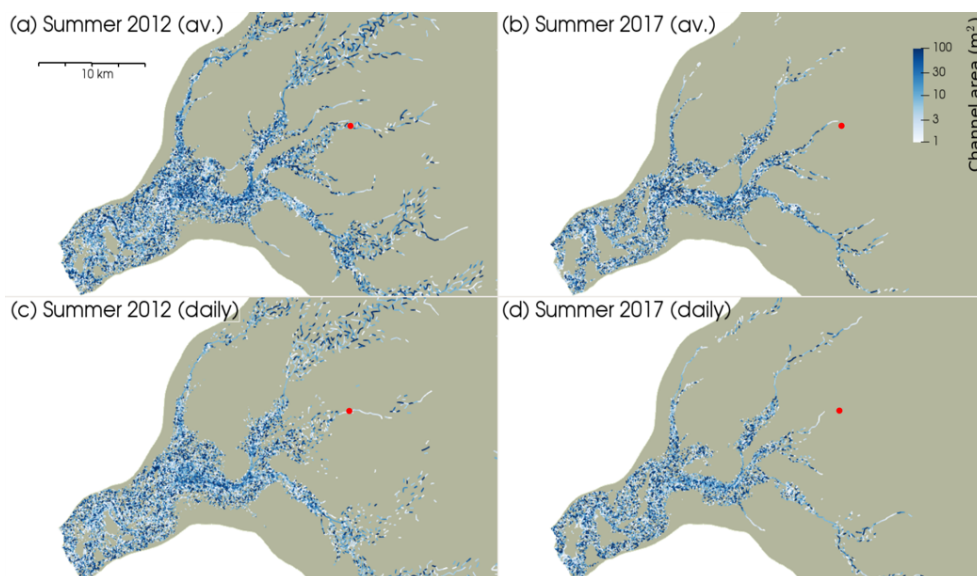 (a) Summer 2012 (av.)
10 km
(b) Summer 2017 (av.)
100
30
10
3
1
Channel area (m²)
(c) Summer 2012 (daily)
(d) Summer 2017 (daily)